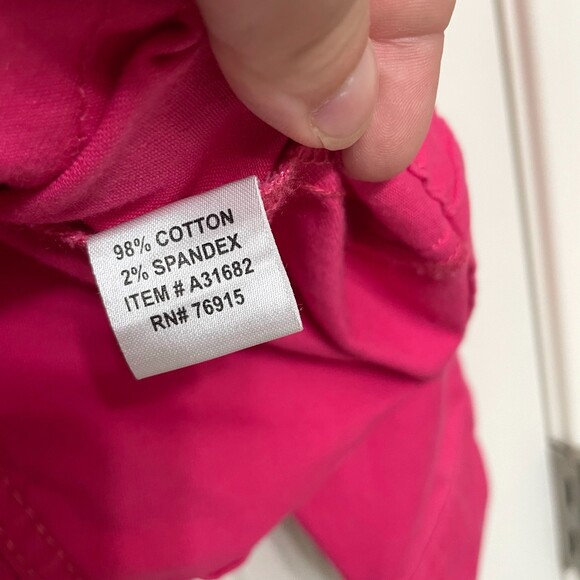 98% COTTON
2% SPANDEX
ITEM # A31682
RN# 76915